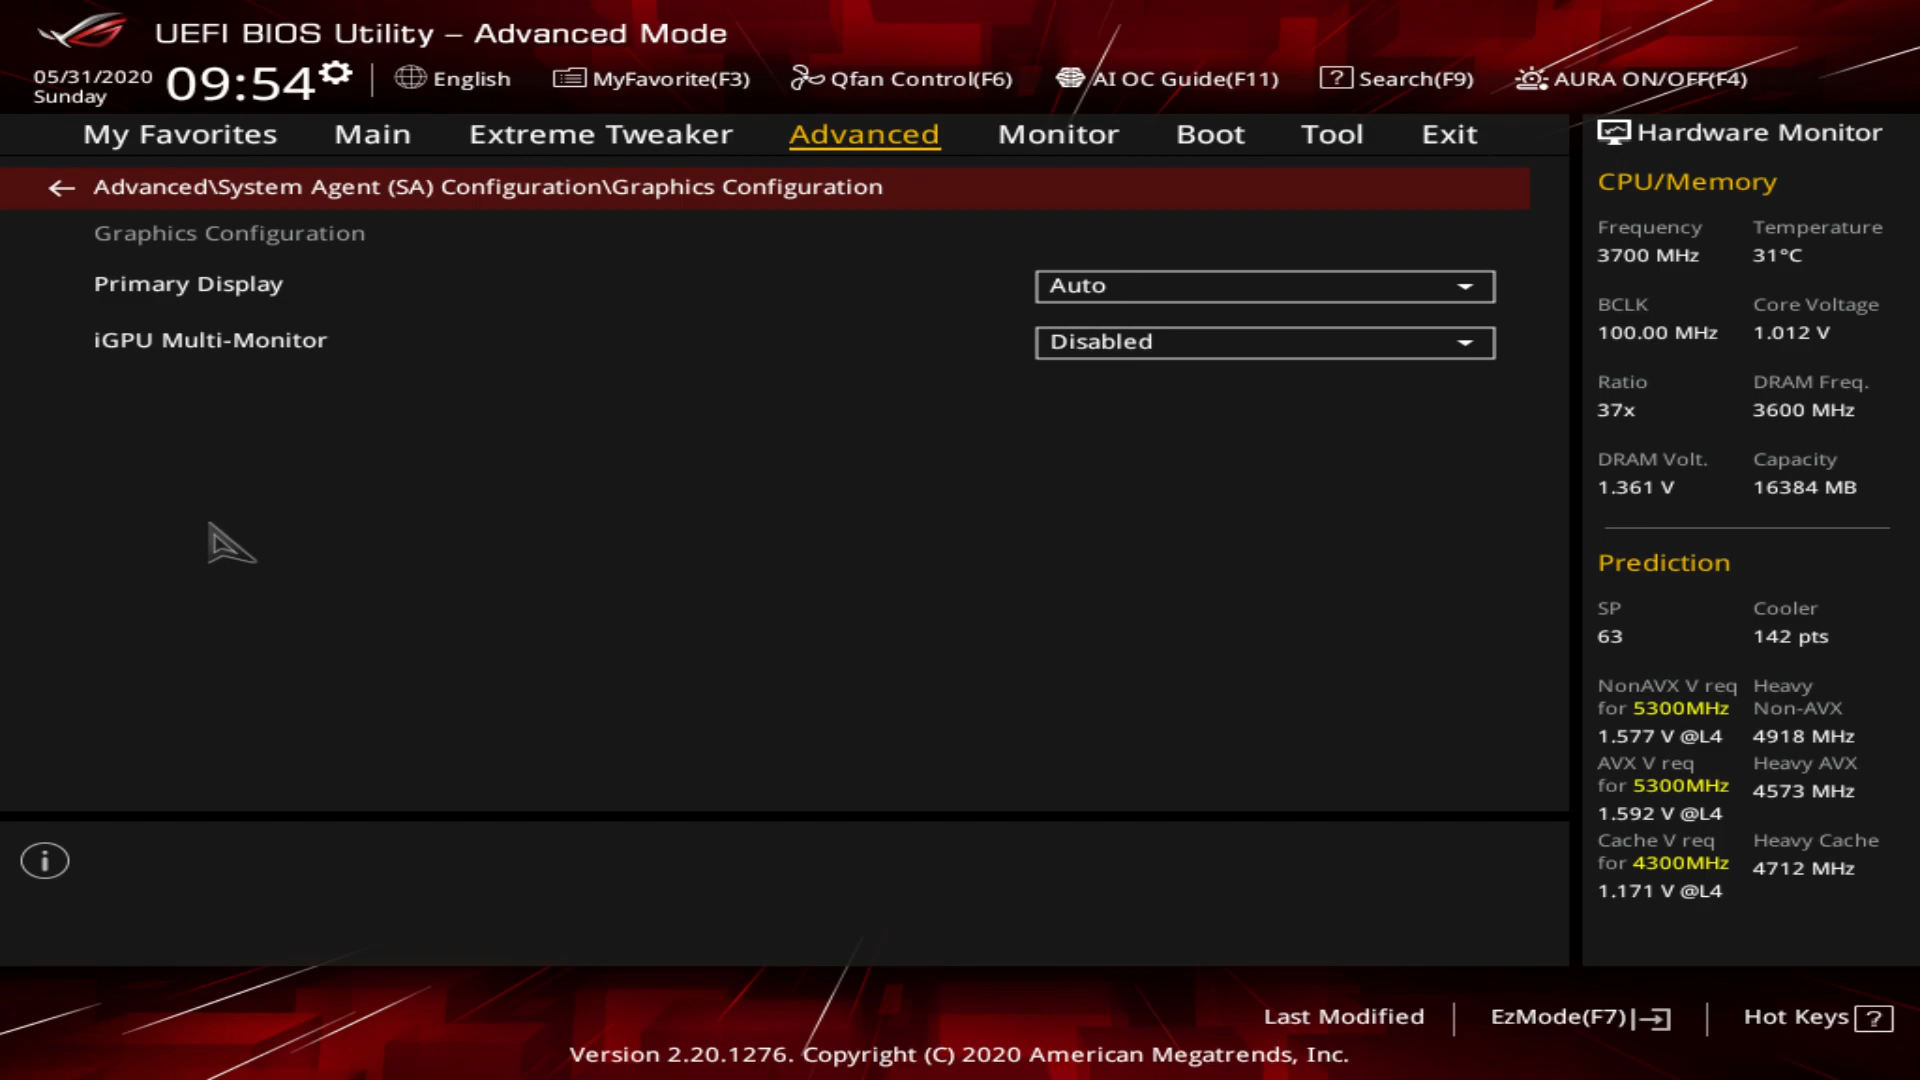 UEFI BIOS Utility – Advanced Mode
05/31/2020
Sunday
09:54
English
MyFavorite(F3)
Qfan Control(F6)
AI OC Guide(F11)
? Search(F9)
AURA ON/OFF(F4)
My Favorites
Main
Extreme Tweaker
Advanced
Monitor
Boot
Tool
Exit
Advanced\System Agent (SA) Configuration\Graphics Configuration
Graphics Configuration
Primary Display
Auto
iGPU Multi-Monitor
Disabled
i
Hardware Monitor
CPU/Memory
Frequency Temperature
3700 MHz 31°C
BCLK Core Voltage
100.00 MHz 1.012 V
Ratio DRAM Freq.
37x 3600 MHz
DRAM Volt. Capacity
1.361 V 16384 MB
Prediction
SP Cooler
63 142 pts
NonAVX V req Heavy
for 5300MHz Non-AVX
1.577 V @L4 4918 MHz
AVX V req Heavy AVX
for 5300MHz 4573 MHz
1.592 V @L4
Cache V req Heavy Cache
for 4300MHz 4712 MHz
1.171 V @L4
Last Modified
EzMode(F7)
Hot Keys ?
Version 2.20.1276. Copyright (C) 2020 American Megatrends, Inc.